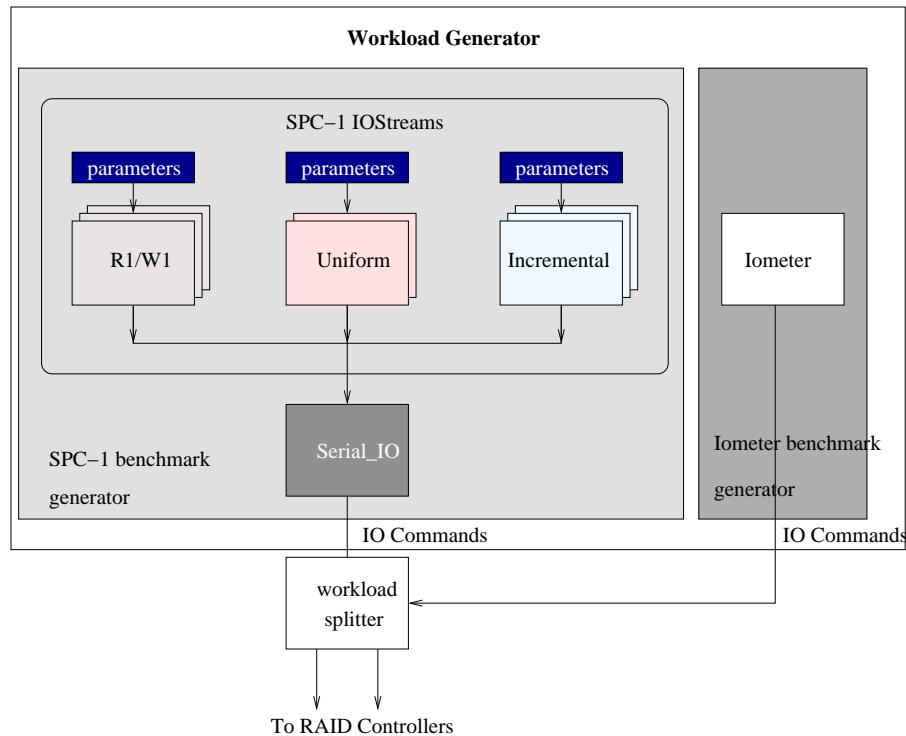 Workload Generator
SPC−1 IOStreams
parameters
parameters
parameters
R1/W1
Uniform
Incremental
Iometer
Serial_IO
SPC−1 benchmark
generator
Iometer benchmark
generator
IO Commands
IO Commands
workload
splitter
To RAID Controllers